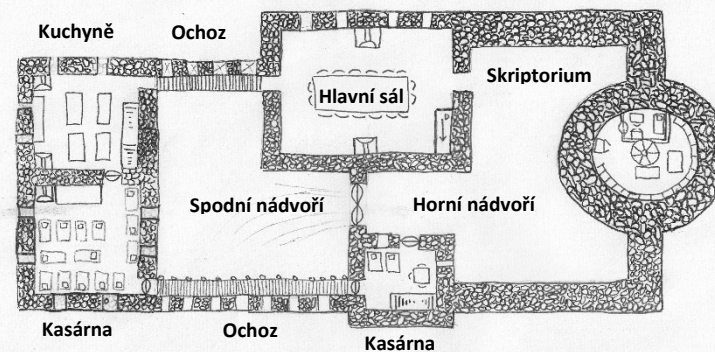 Kuchyně
Ochoz
Hlavní sál
Skriptorium
Spodní nádvoří
Horní nádvoří
Kasárna
Ochoz
Kasárna